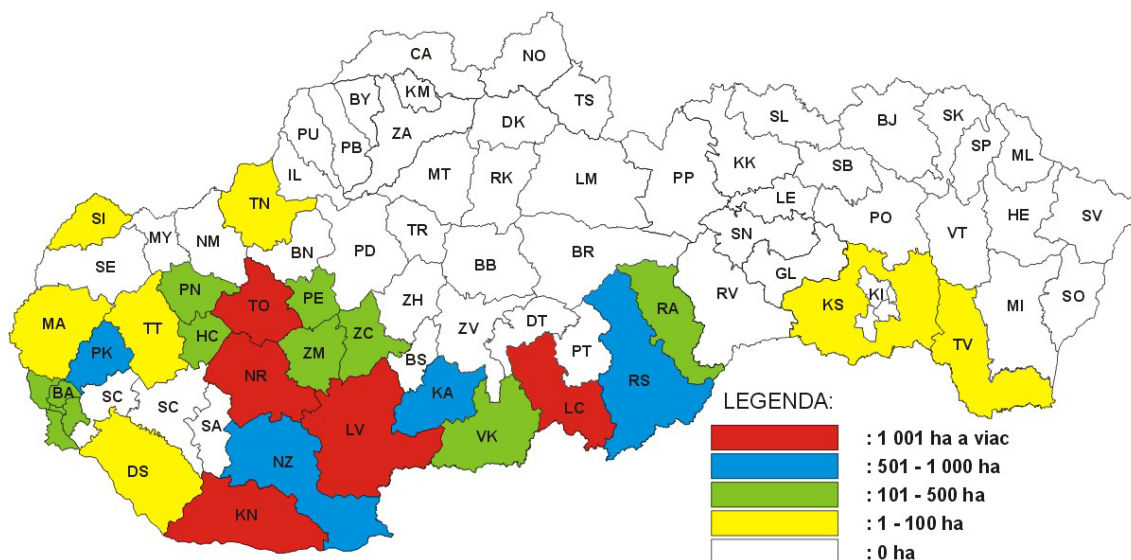 CA
NO
BY
KM
TS
PU
PB
ZA
DK
SL
BJ
SK
SP
ML
IL
MT
RK
LM
PP
KK
SB
TN
LE
SI
MY
NM
TR
PO
HE
SV
SE
BN
PD
BB
BR
SN
VT
PN
TO
PE
ZH
GL
RV
KS
KI
MI
SO
MA
TT
HC
ZM
ZC
ZV
DT
RA
PK
BS
PT
TV
NR
KA
RS
BA
SC
SC
SA
LV
VK
LC
DS
NZ
KN
LEGENDA:
: 1 001 ha a viac
: 501 - 1 000 ha
: 101 - 500 ha
: 1 - 100 ha
: 0 ha